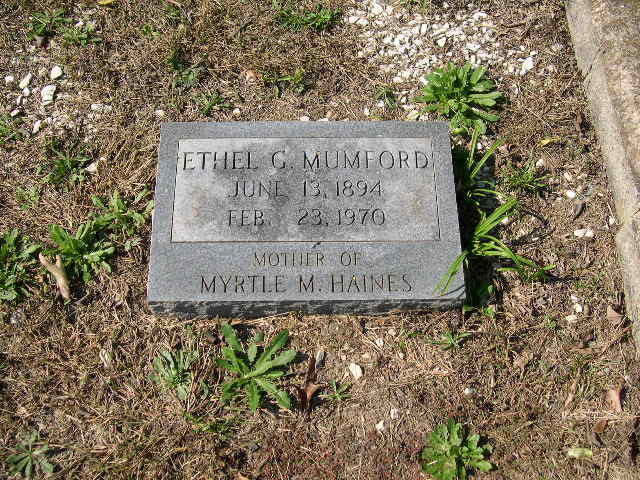 ETHEL G. MUMFORD
JUNE 13, 1894
FEB. 23, 1970
MOTHER OF
MYRTLE M. HAINES